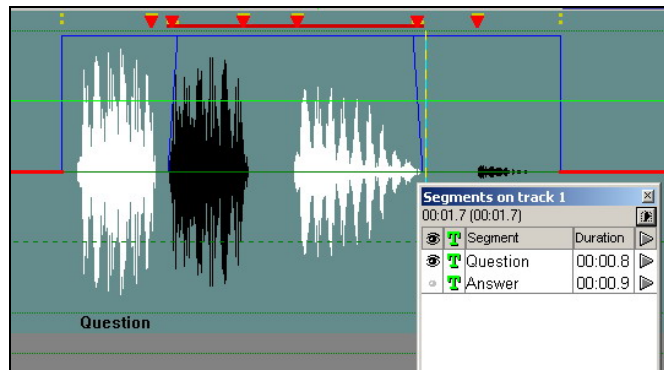 Question
Segments on track 1
00:01.7 (00:01.7)
T Segment Duration
T Question 00:00.8
T Answer 00:00.9